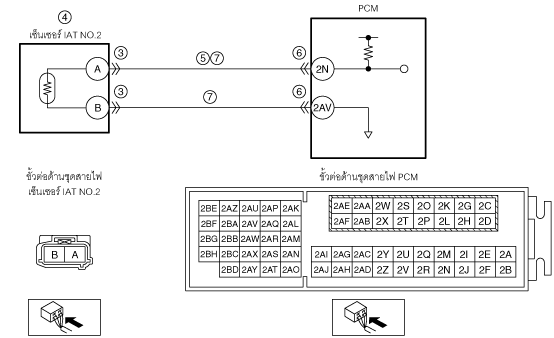 ④
PCM
เซ็นเซอร์ IAT NO.2
A ③ ⑤⑦ ⑥ 2N
B ③ ⑦ ⑥ 2AV
ขั้วต่อด้านชุดสายไฟ
เซ็นเซอร์ IAT NO.2
ขั้วต่อด้านชุดสายไฟ PCM
B A
2BE 2AZ 2AU 2AP 2AK
2BF 2BA 2AV 2AQ 2AL
2BG 2BB 2AW 2AR 2AM
2BH 2BC 2AX 2AS 2AN
2BD 2AY 2AT 2AO
2AE 2AA 2W 2S 2O 2K 2G 2C
2AF 2AB 2X 2T 2P 2L 2H 2D
2AI 2AG 2AC 2Y 2U 2Q 2M 2I 2E 2A
2AJ 2AH 2AD 2Z 2V 2R 2N 2J 2F 2B